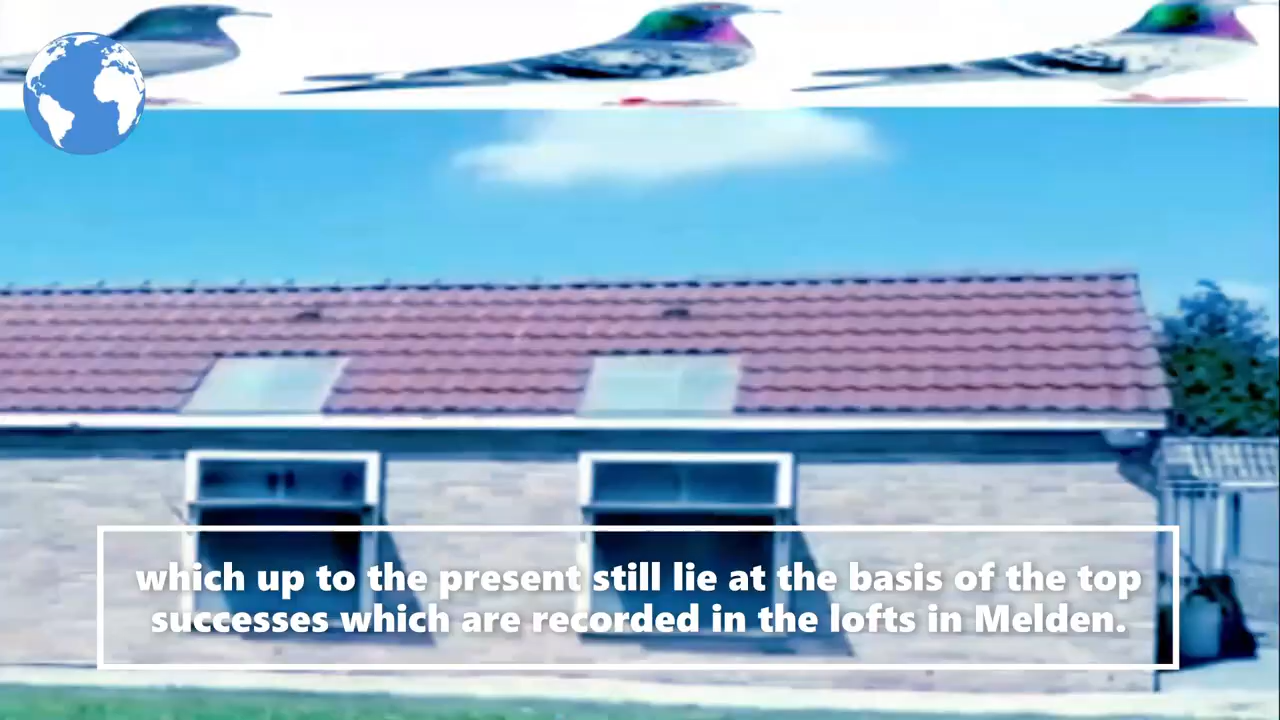 which up to the present still lie at the basis of the top
successes which are recorded in the lofts in Melden.